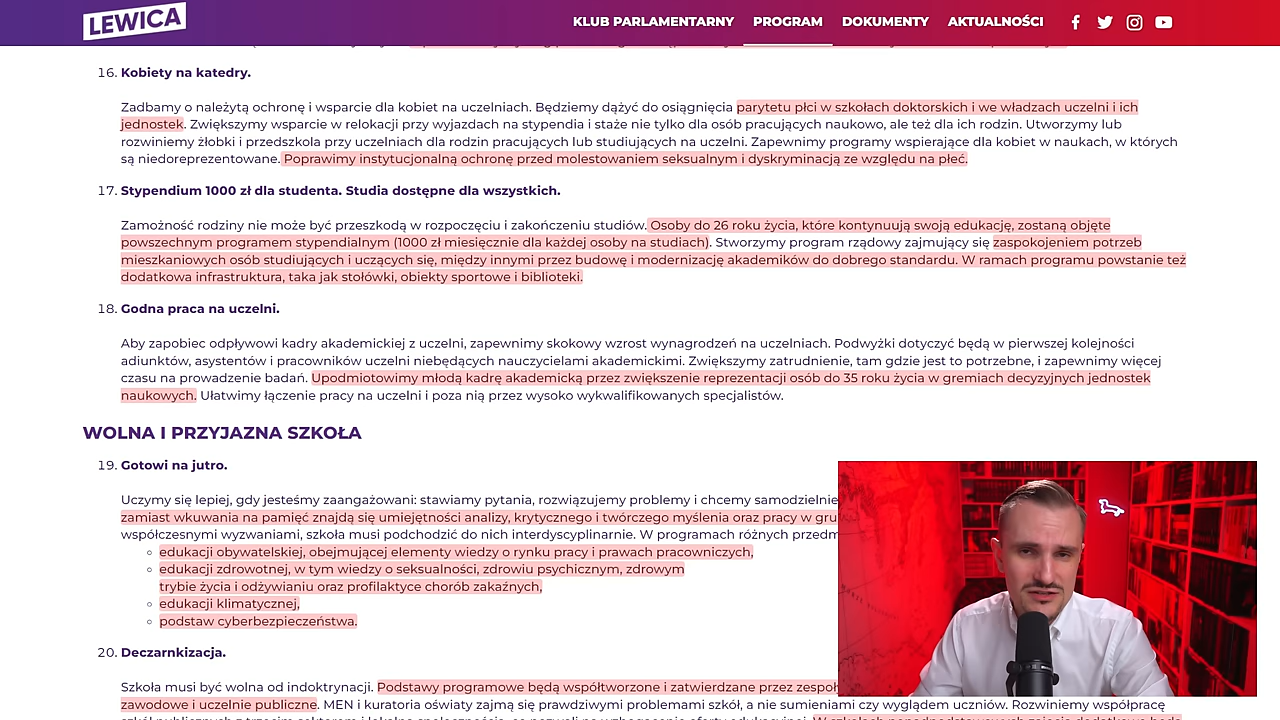 LEWICA
KLUB PARLAMENTARNY PROGRAM DOKUMENTY AKTUALNOŚCI
16. Kobiety na katedry.
Zadbamy o należytą ochronę i wsparcie dla kobiet na uczelniach. Będziemy dążyć do osiągnięcia parytetu płci w szkołach doktorskich i we władzach uczelni i ich
jednostek. Zwiększymy wsparcie w relokacji przy wyjazdach na stypendia i staże nie tylko dla osób pracujących naukowo, ale też dla ich rodzin. Utworzymy lub
rozwiniemy żłobki i przedszkola przy uczelniach dla rodzin pracujących lub studiujących na uczelni. Zapewnimy programy wspierające dla kobiet w naukach, w których
są niedoreprezentowane. Poprawimy instytucjonalną ochronę przed molestowaniem seksualnym i dyskryminacją ze względu na płeć.
17. Stypendium 1000 zł dla studenta. Studia dostępne dla wszystkich.
Zamożność rodziny nie może być przeszkodą w rozpoczęciu i zakończeniu studiów. Osoby do 26 roku życia, które kontynuują swoją edukację, zostaną objęte
powszechnym programem stypendialnym (1000 zł miesięcznie dla każdej osoby na studiach). Stworzymy program rządowy zajmujący się zaspokojeniem potrzeb
mieszkaniowych osób studiujących i uczących się, między innymi przez budowę i modernizację akademików do dobrego standardu. W ramach programu powstanie też
dodatkowa infrastruktura, taka jak stołówki, obiekty sportowe i biblioteki.
18. Godna praca na uczelni.
Aby zapobiec odpływowi kadry akademickiej z uczelni, zapewnimy skokowy wzrost wynagrodzeń na uczelniach. Podwyżki dotyczyć będą w pierwszej kolejności
adiunktów, asystentów i pracowników uczelni niebędących nauczycielami akademickimi. Zwiększymy zatrudnienie, tam gdzie jest to potrzebne, i zapewnimy więcej
czasu na prowadzenie badań. Upodmiotowimy młodą kadrę akademicką przez zwiększenie reprezentacji osób do 35 roku życia w gremiach decyzyjnych jednostek
naukowych. Ułatwimy łączenie pracy na uczelni i poza nią przez wysoko wykwalifikowanych specjalistów.
WOLNA I PRZYJAZNA SZKOŁA
19. Gotowi na jutro.
Uczymy się lepiej, gdy jesteśmy zaangażowani: stawiamy pytania, rozwiązujemy problemy i chcemy samodzielnie
zamiast wkuwania na pamięć znajdą się umiejętności analizy, krytycznego i twórczego myślenia oraz pracy w gru
współczesnymi wyzwaniami, szkoła musi podchodzić do nich interdyscyplinarnie. W programach różnych przedm
edukacji obywatelskiej, obejmującej elementy wiedzy o rynku pracy i prawach pracowniczych,
edukacji zdrowotnej, w tym wiedzy o seksualności, zdrowiu psychicznym, zdrowym
trybie życia i odżywianiu oraz profilaktyce chorób zakaźnych,
edukacji klimatycznej,
podstaw cyberbezpieczeństwa.
20. Deczarnkizacja.
Szkoła musi być wolna od indoktrynacji. Podstawy programowe będą współtworzone i zatwierdzane przez zespoły
zawodowe i uczelnie publiczne. MEN i kuratoria oświaty zajmą się prawdziwymi problemami szkół, a nie sumieniami czy wyglądem uczniów. Rozwiniemy współpracę